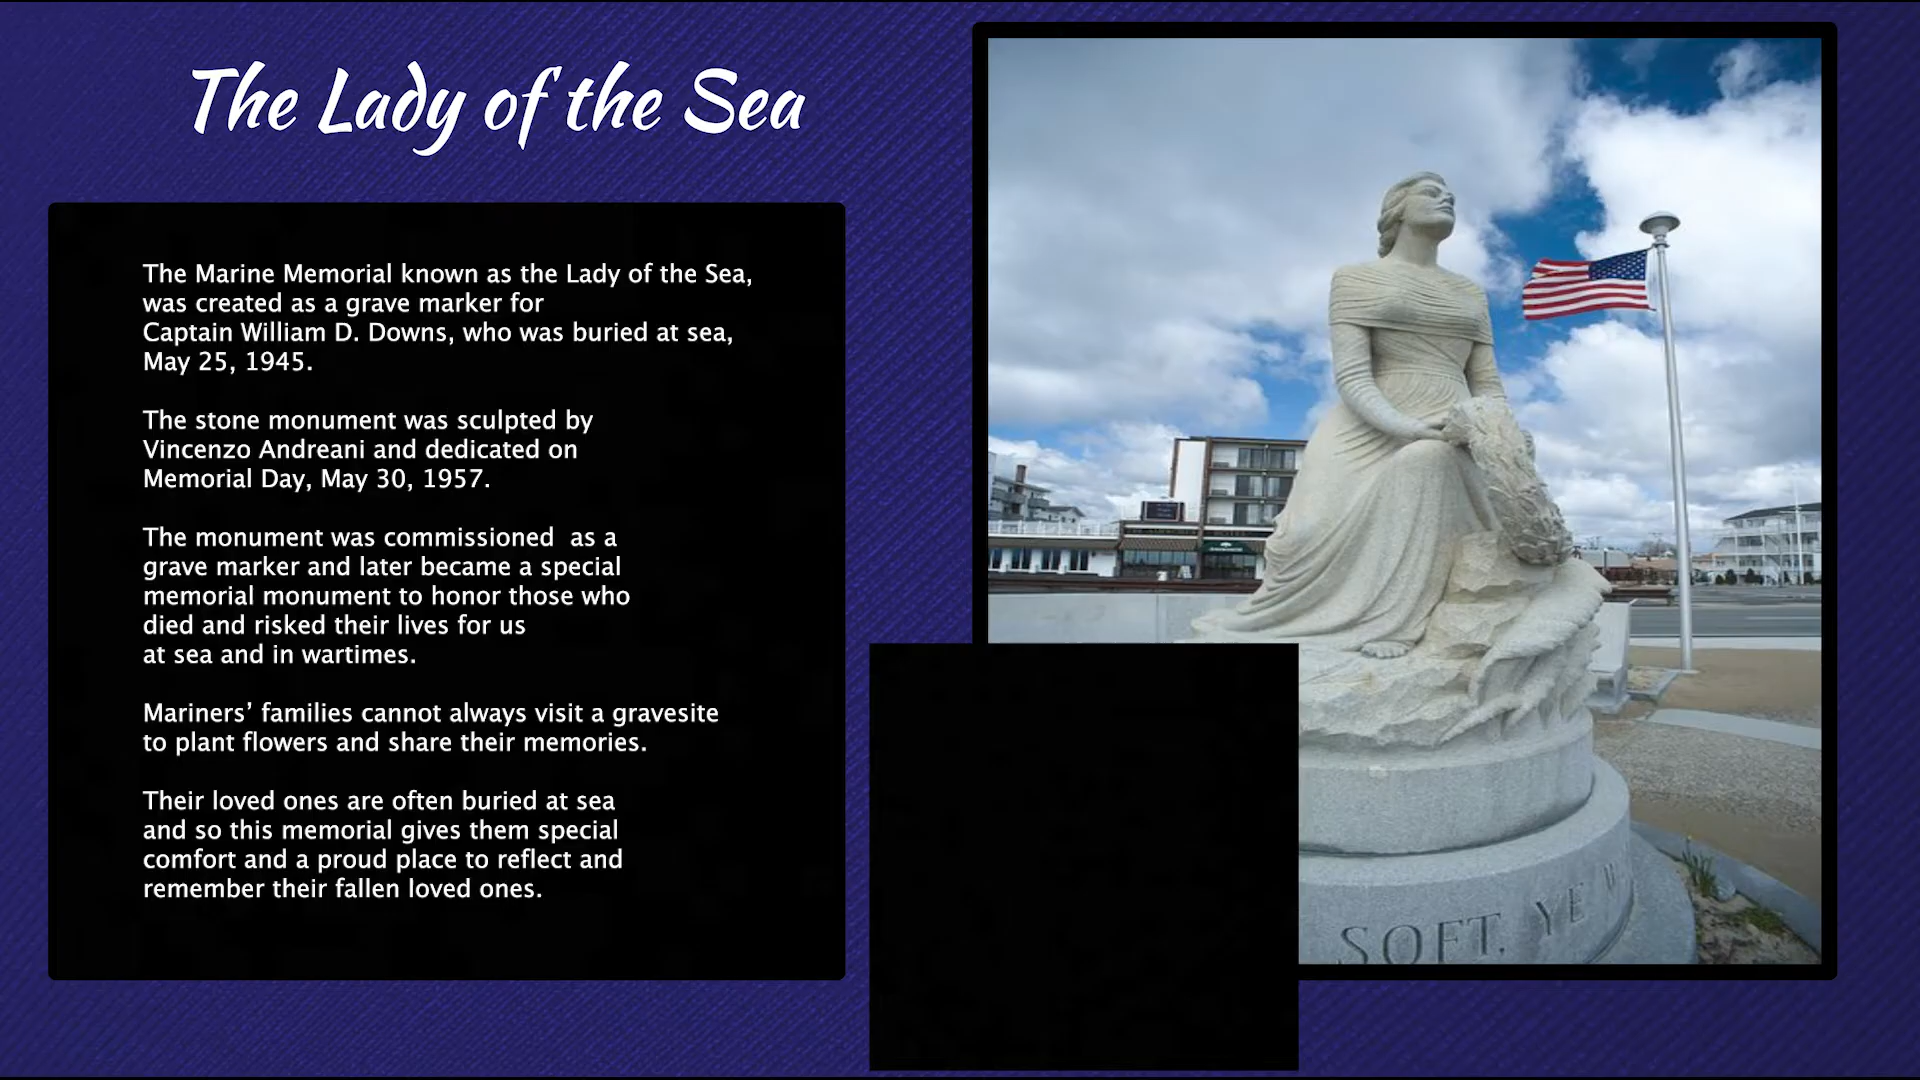 The Lady of the Sea
The Marine Memorial known as the Lady of the Sea,
was created as a grave marker for
Captain William D. Downs, who was buried at sea,
May 25, 1945.
The stone monument was sculpted by
Vincenzo Andreani and dedicated on
Memorial Day, May 30, 1957.
The monument was commissioned  as a
grave marker and later became a special
memorial monument to honor those who
died and risked their lives for us
at sea and in wartimes.
Mariners’ families cannot always visit a gravesite
to plant flowers and share their memories.
Their loved ones are often buried at sea
and so this memorial gives them special
comfort and a proud place to reflect and
remember their fallen loved ones.
SOFT, YE W